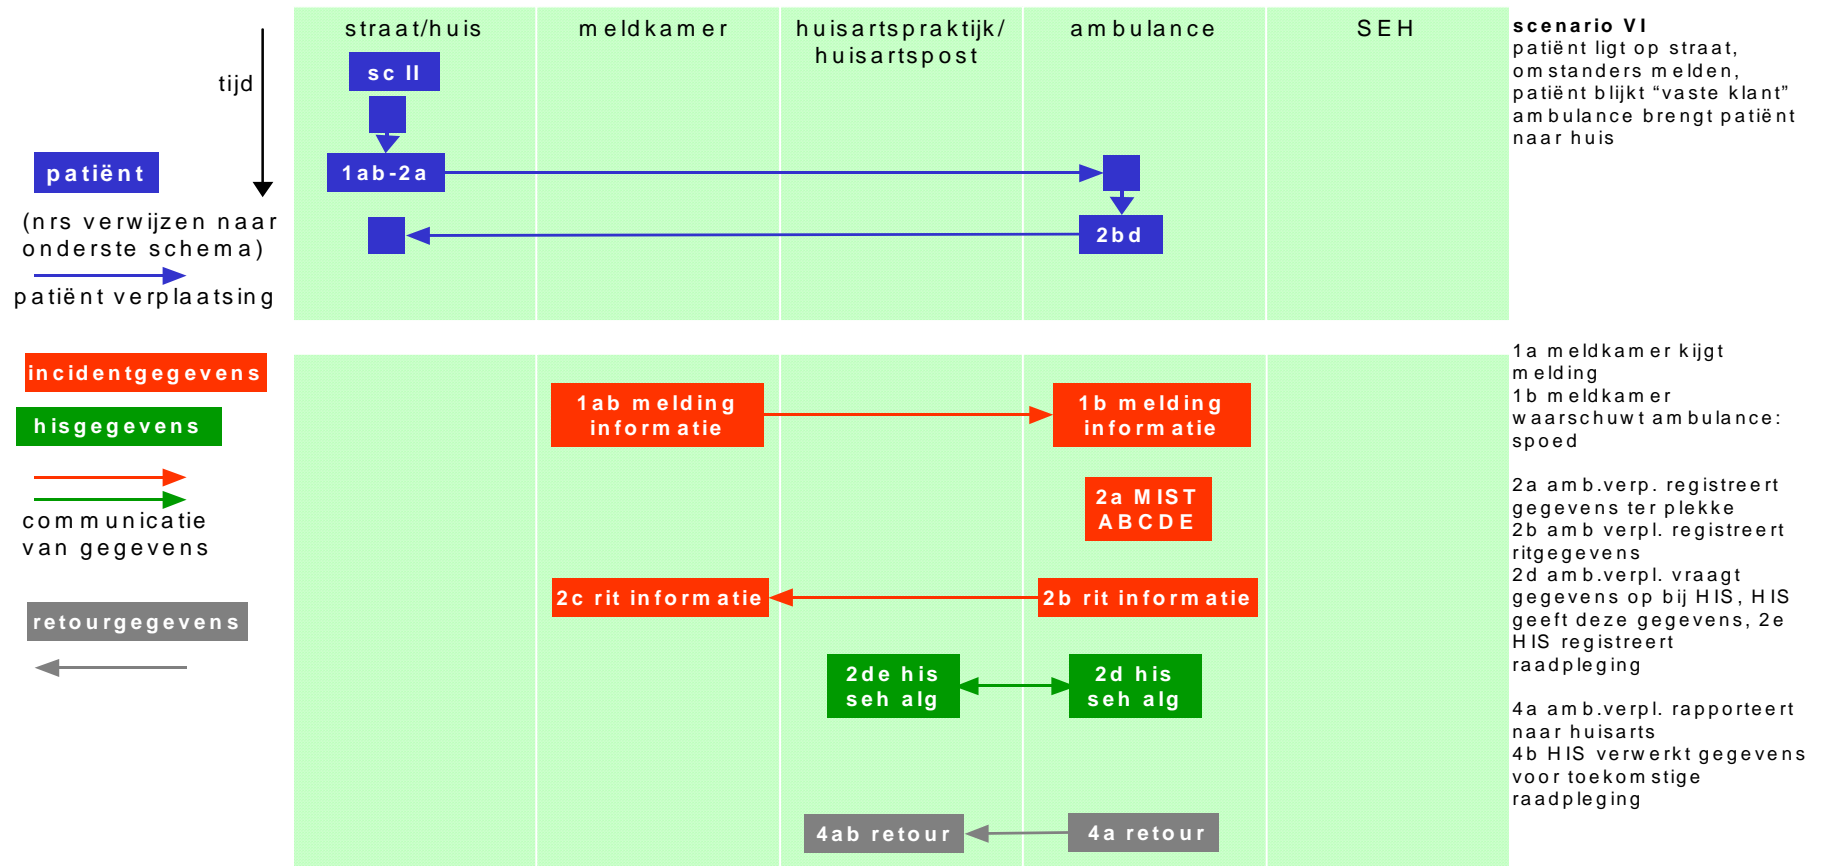 straat/huis
meldkamer
huisartspraktijk/
huisartspost
ambulance
SEH
tijd
sc II
1ab-2a
2bd
patiënt
(nrs verwijzen naar
onderste schema)
patiënt verplaatsing
scenario VI
patiënt ligt op straat,
omstanders melden,
patiënt blijkt “vaste klant”
ambulance brengt patiënt
naar huis
incidentgegevens
hisgegevens
communicatie
van gegevens
retourgegevens
1ab melding
informatie
1b melding
informatie
2a MIST
ABCDE
2c rit informatie
2b rit informatie
2de his
seh alg
2d his
seh alg
4ab retour
4a retour
1a meldkamer kijgt
melding
1b meldkamer
waarschuwt ambulance:
spoed
2a amb.verp. registreert
gegevens ter plekke
2b amb verpl. registreert
ritgegevens
2d amb.verpl. vraagt
gegevens op bij HIS, HIS
geeft deze gegevens, 2e
HIS registreert
raadpleging
4a amb.verpl. rapporteert
naar huisarts
4b HIS verwerkt gegevens
voor toekomstige
raadpleging